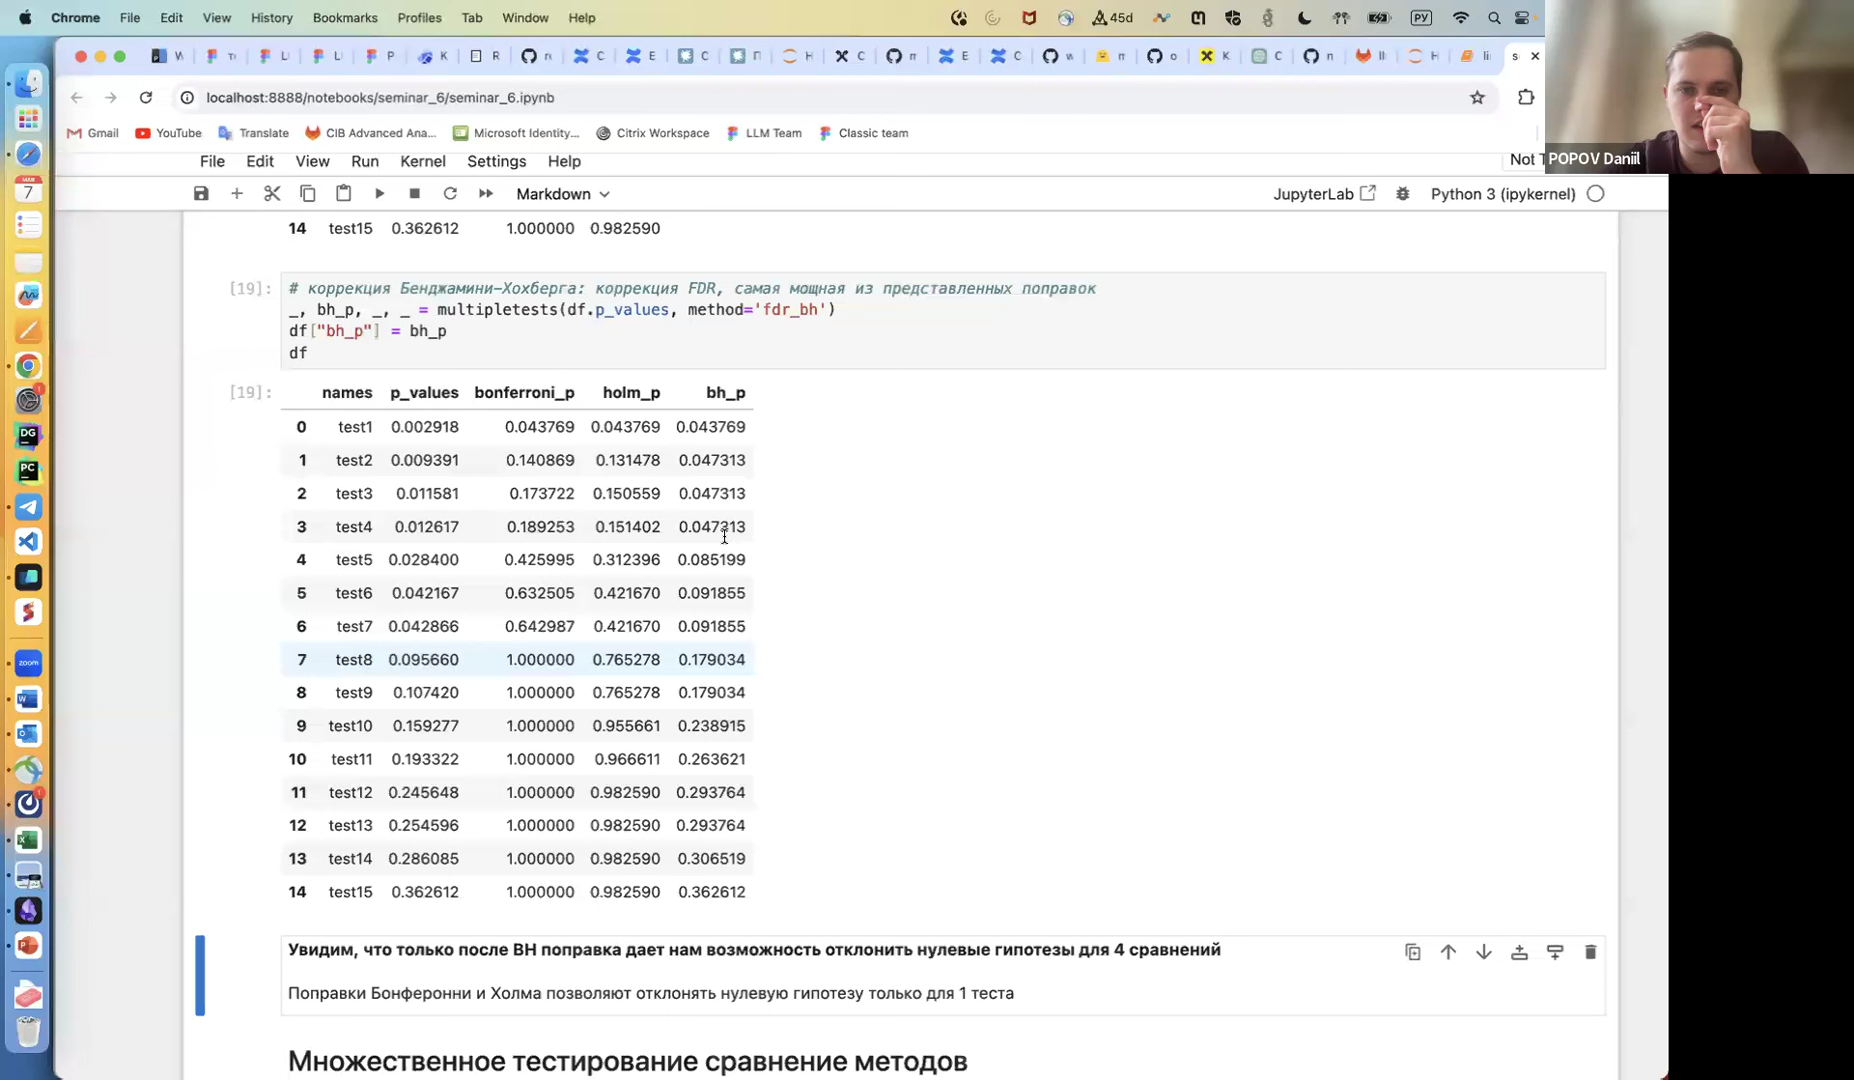 Chrome File Edit View History Bookmarks Profiles Tab Window Help 45d РУ
localhost:8888/notebooks/seminar_6/seminar_6.ipynb
Gmail YouTube Translate CIB Advanced Ana... Microsoft Identity... Citrix Workspace LLM Team Classic team
POPOV Daniil
File Edit View Run Kernel Settings Help Not
Markdown JupyterLab Python 3 (ipykernel)
14 test15 0.362612 1.000000 0.982590
[19]: # коррекция Бенджамини-Хохберга: коррекция FDR, самая мощная из представленных поправок
_, bh_p, _, _ = multipletests(df.p_values, method='fdr_bh')
df["bh_p"] = bh_p
df
[19]: names p_values bonferroni_p holm_p bh_p
0 test1 0.002918 0.043769 0.043769 0.043769
1 test2 0.009391 0.140869 0.131478 0.047313
2 test3 0.011581 0.173722 0.150559 0.047313
3 test4 0.012617 0.189253 0.151402 0.047313
4 test5 0.028400 0.425995 0.312396 0.085199
5 test6 0.042167 0.632505 0.421670 0.091855
6 test7 0.042866 0.642987 0.421670 0.091855
7 test8 0.095660 1.000000 0.765278 0.179034
8 test9 0.107420 1.000000 0.765278 0.179034
9 test10 0.159277 1.000000 0.955661 0.238915
10 test11 0.193322 1.000000 0.966611 0.263621
11 test12 0.245648 1.000000 0.982590 0.293764
12 test13 0.254596 1.000000 0.982590 0.293764
13 test14 0.286085 1.000000 0.982590 0.306519
14 test15 0.362612 1.000000 0.982590 0.362612
Увидим, что только после BH поправка дает нам возможность отклонить нулевые гипотезы для 4 сравнений
Поправки Бонферонни и Холма позволяют отклонять нулевую гипотезу только для 1 теста
Множественное тестирование сравнение методов